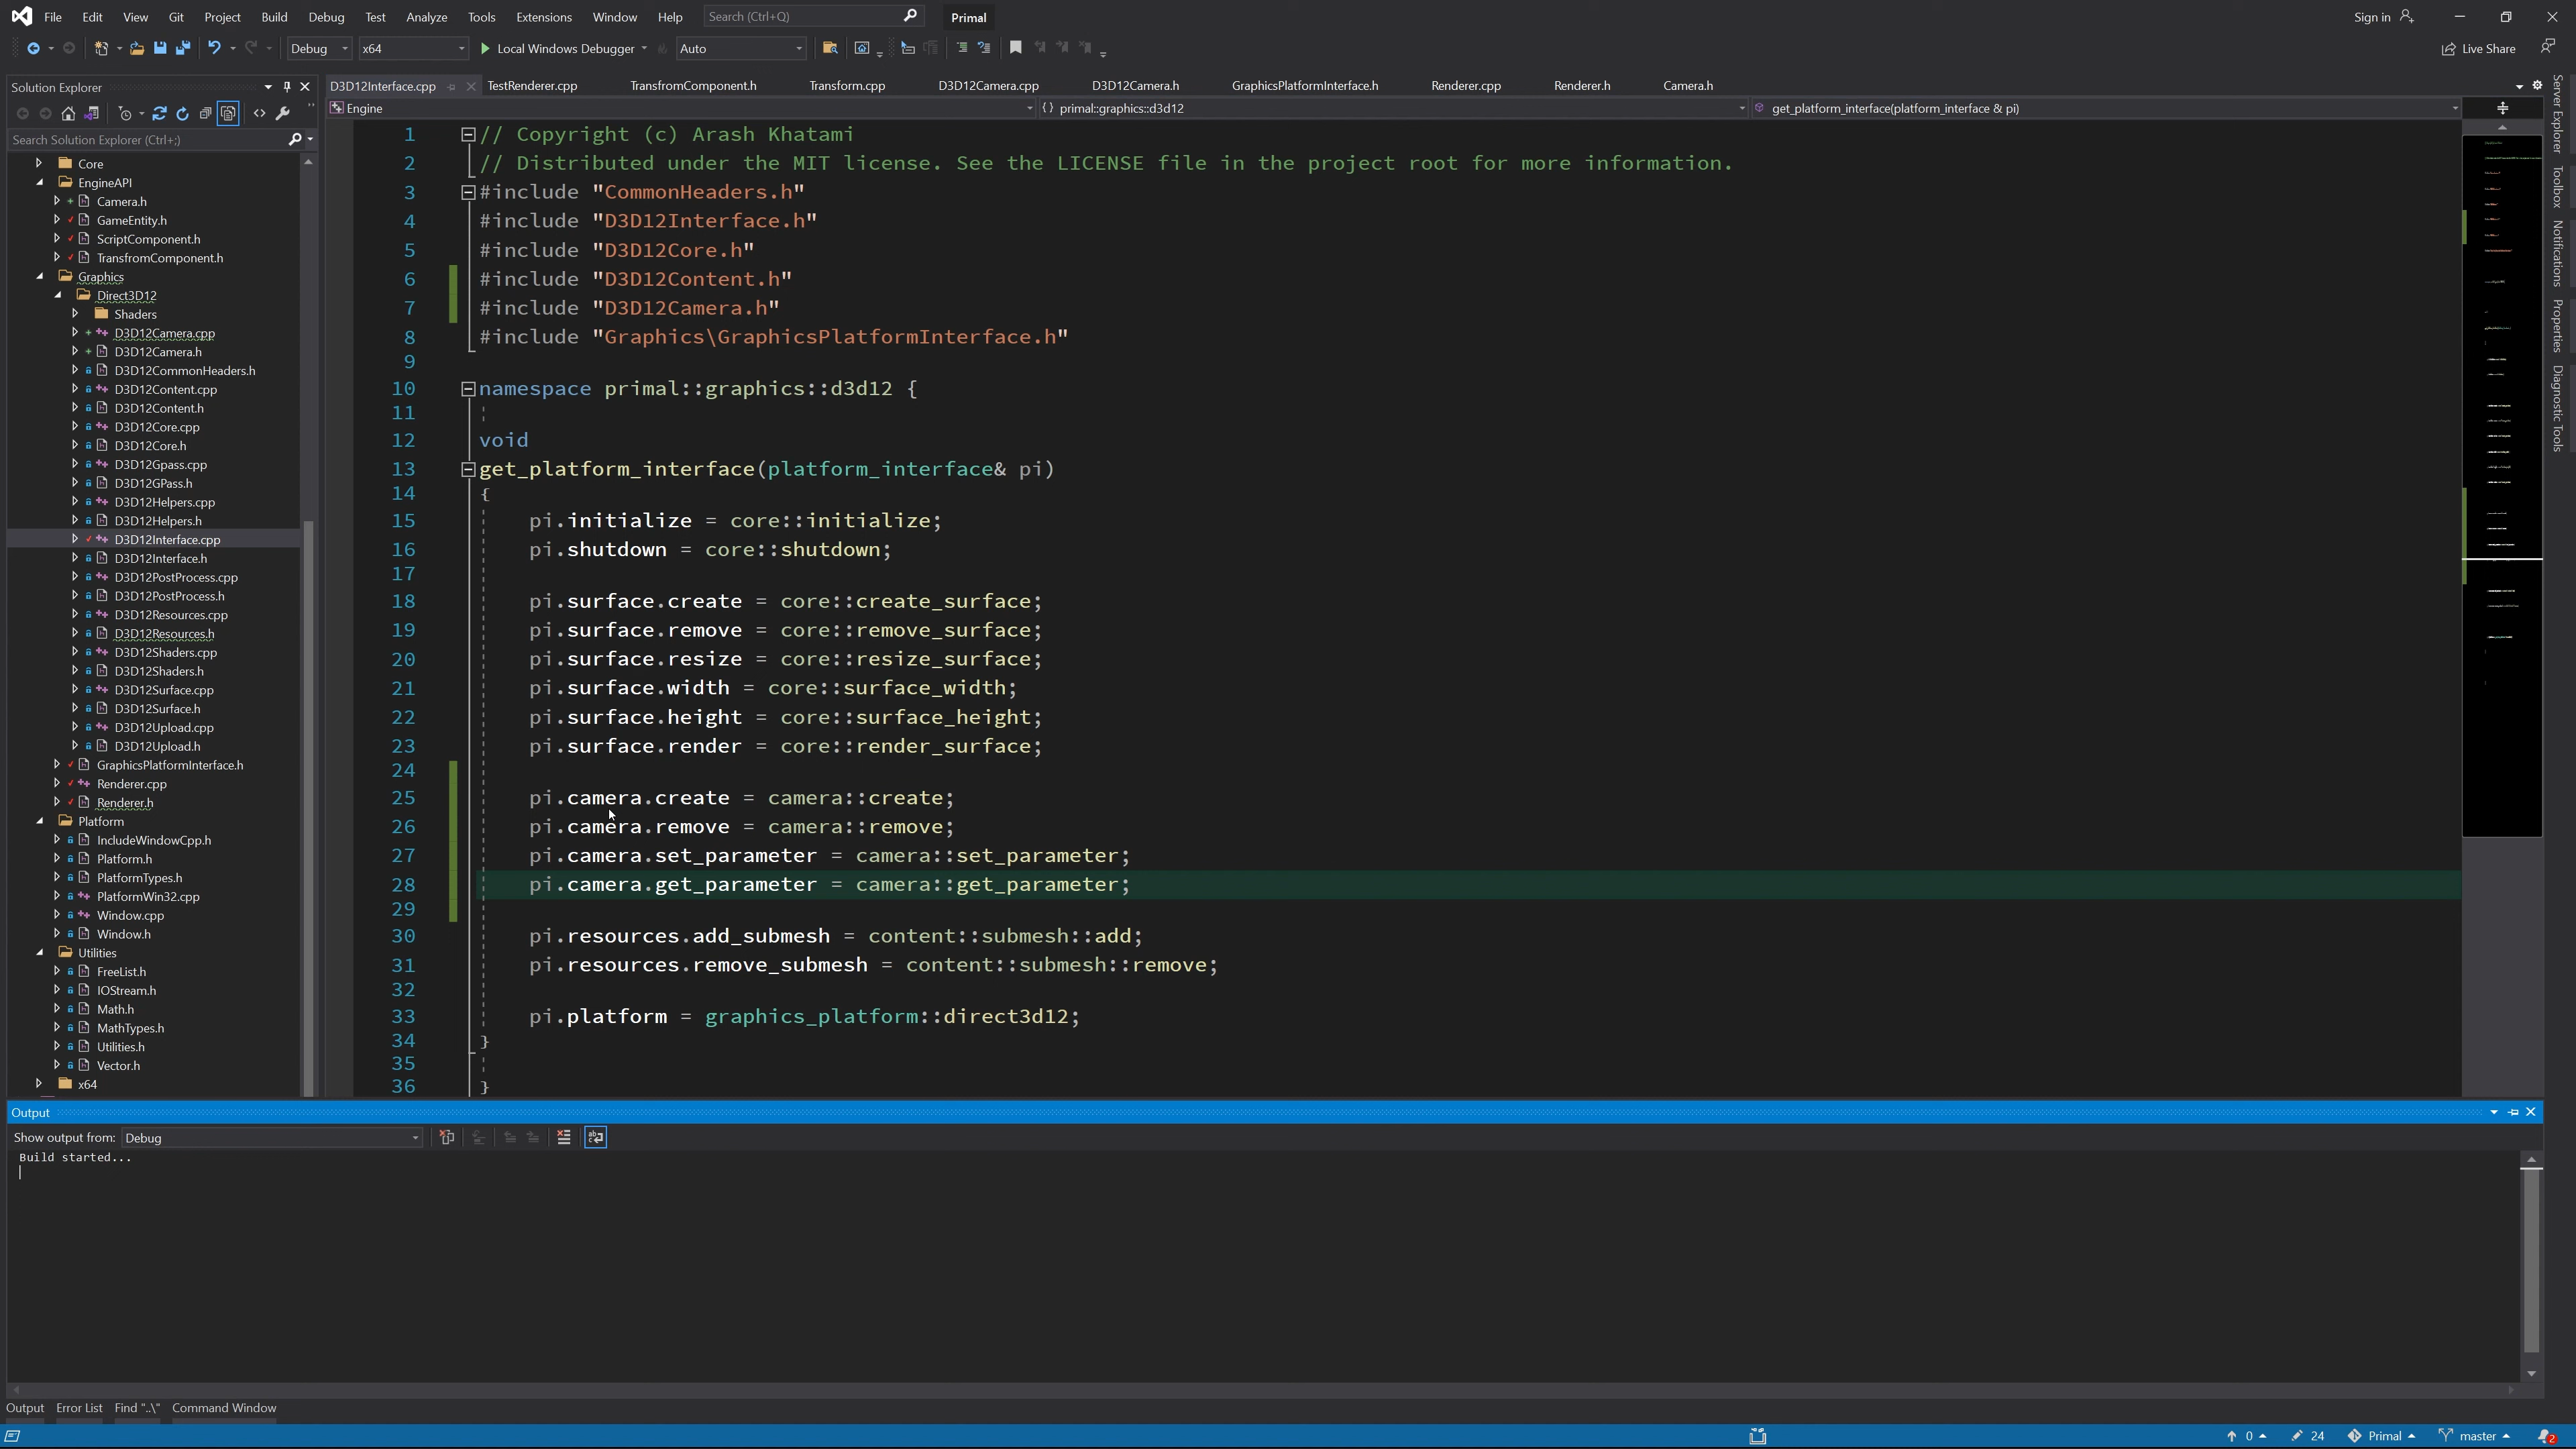 File Edit View Git Project Build Debug Test Analyze Tools Extensions Window Help Search (Ctrl+Q) Primal Sign in
Debug x64 Local Windows Debugger Auto Live Share
Solution Explorer
Search Solution Explorer (Ctrl+;)
Core
EngineAPI
Camera.h
GameEntity.h
ScriptComponent.h
TransfromComponent.h
Graphics
Direct3D12
Shaders
D3D12Camera.cpp
D3D12Camera.h
D3D12CommonHeaders.h
D3D12Content.cpp
D3D12Content.h
D3D12Core.cpp
D3D12Core.h
D3D12Gpass.cpp
D3D12GPass.h
D3D12Helpers.cpp
D3D12Helpers.h
D3D12Interface.cpp
D3D12Interface.h
D3D12PostProcess.cpp
D3D12PostProcess.h
D3D12Resources.cpp
D3D12Resources.h
D3D12Shaders.cpp
D3D12Shaders.h
D3D12Surface.cpp
D3D12Surface.h
D3D12Upload.cpp
D3D12Upload.h
GraphicsPlatformInterface.h
Renderer.cpp
Renderer.h
Platform
IncludeWindowCpp.h
Platform.h
PlatformTypes.h
PlatformWin32.cpp
Window.cpp
Window.h
Utilities
FreeList.h
IOStream.h
Math.h
MathTypes.h
Utilities.h
Vector.h
x64
D3D12Interface.cpp TestRenderer.cpp TransfromComponent.h Transform.cpp D3D12Camera.cpp D3D12Camera.h GraphicsPlatformInterface.h Renderer.cpp Renderer.h Camera.h
Engine {} primal::graphics::d3d12 get_platform_interface(platform_interface & pi)
1 // Copyright (c) Arash Khatami
2 // Distributed under the MIT license. See the LICENSE file in the project root for more information.
3 #include "CommonHeaders.h"
4 #include "D3D12Interface.h"
5 #include "D3D12Core.h"
6 #include "D3D12Content.h"
7 #include "D3D12Camera.h"
8 #include "Graphics\GraphicsPlatformInterface.h"
9
10 namespace primal::graphics::d3d12 {
11
12 void
13 get_platform_interface(platform_interface& pi)
14 {
15 pi.initialize = core::initialize;
16 pi.shutdown = core::shutdown;
17
18 pi.surface.create = core::create_surface;
19 pi.surface.remove = core::remove_surface;
20 pi.surface.resize = core::resize_surface;
21 pi.surface.width = core::surface_width;
22 pi.surface.height = core::surface_height;
23 pi.surface.render = core::render_surface;
24
25 pi.camera.create = camera::create;
26 pi.camera.remove = camera::remove;
27 pi.camera.set_parameter = camera::set_parameter;
28 pi.camera.get_parameter = camera::get_parameter;
29
30 pi.resources.add_submesh = content::submesh::add;
31 pi.resources.remove_submesh = content::submesh::remove;
32
33 pi.platform = graphics_platform::direct3d12;
34 }
35
36 }
Server Explorer
Toolbox
Notifications
Properties
Diagnostic Tools
Output
Show output from: Debug
Build started...
Output Error List Find "..\" Command Window
0 24 Primal master 2